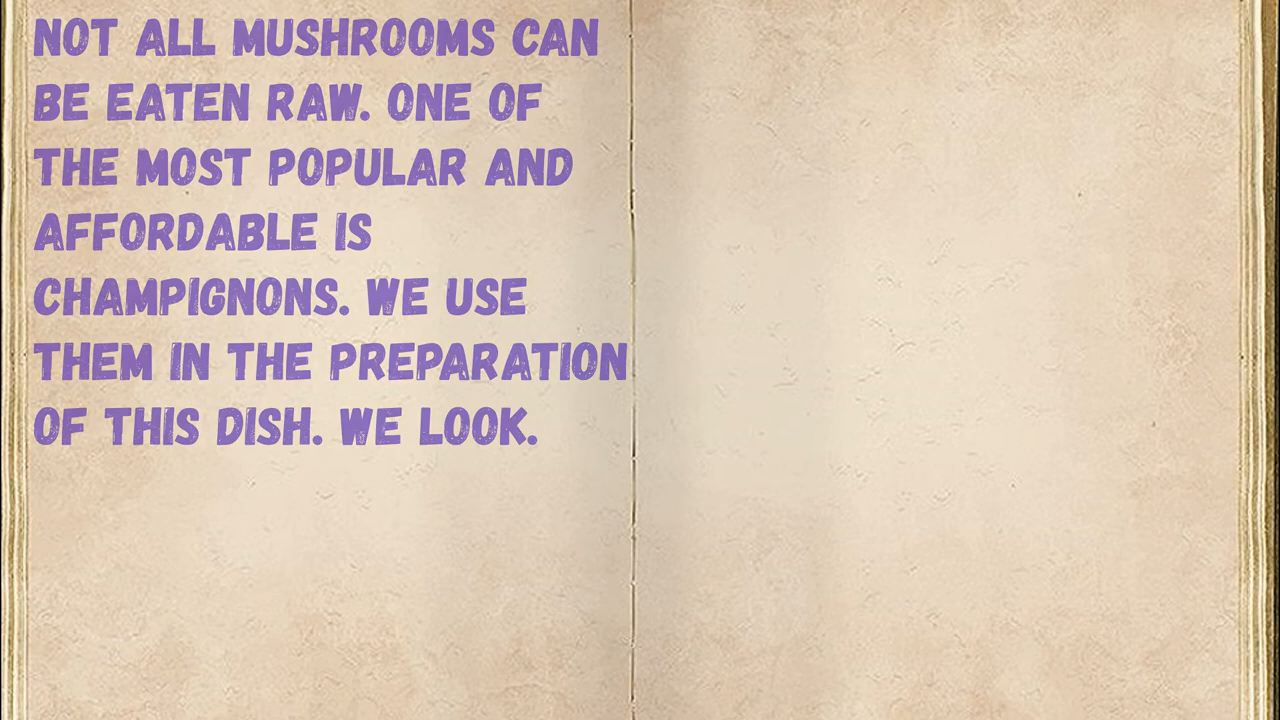 NOT ALL MUSHROOMS CAN
BE EATEN RAW. ONE OF
THE MOST POPULAR AND
AFFORDABLE IS
CHAMPIGNONS. WE USE
THEM IN THE PREPARATION
OF THIS DISH. WE LOOK.